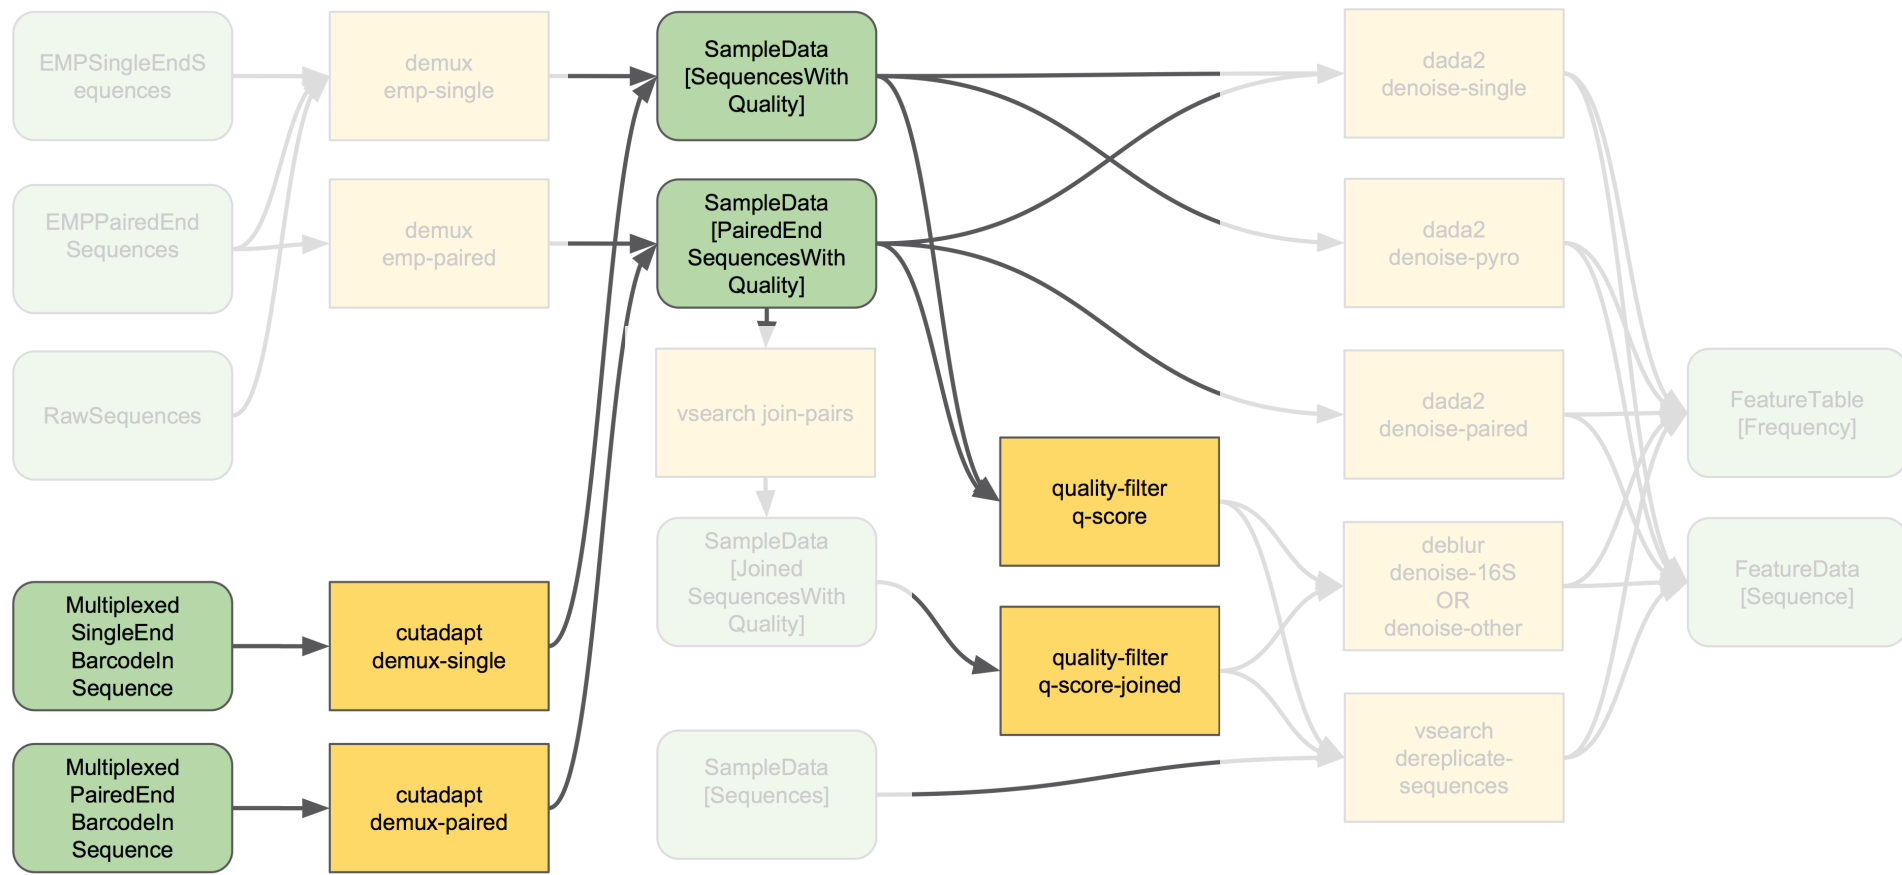 EMPSingleEndS
equences
demux
emp-single
SampleData
[SequencesWith
Quality]
dada2
denoise-single
EMPPairedEnd
Sequences
demux
emp-paired
SampleData
[PairedEnd
SequencesWith
Quality]
dada2
denoise-pyro
RawSequences
vsearch join-pairs
dada2
denoise-paired
FeatureTable
[Frequency]
quality-filter
q-score
SampleData
[Joined
SequencesWith
Quality]
deblur
denoise-16S
OR
denoise-other
FeatureData
[Sequence]
Multiplexed
SingleEnd
BarcodeIn
Sequence
cutadapt
demux-single
quality-filter
q-score-joined
Multiplexed
PairedEnd
BarcodeIn
Sequence
cutadapt
demux-paired
SampleData
[Sequences]
vsearch
dereplicate-
sequences